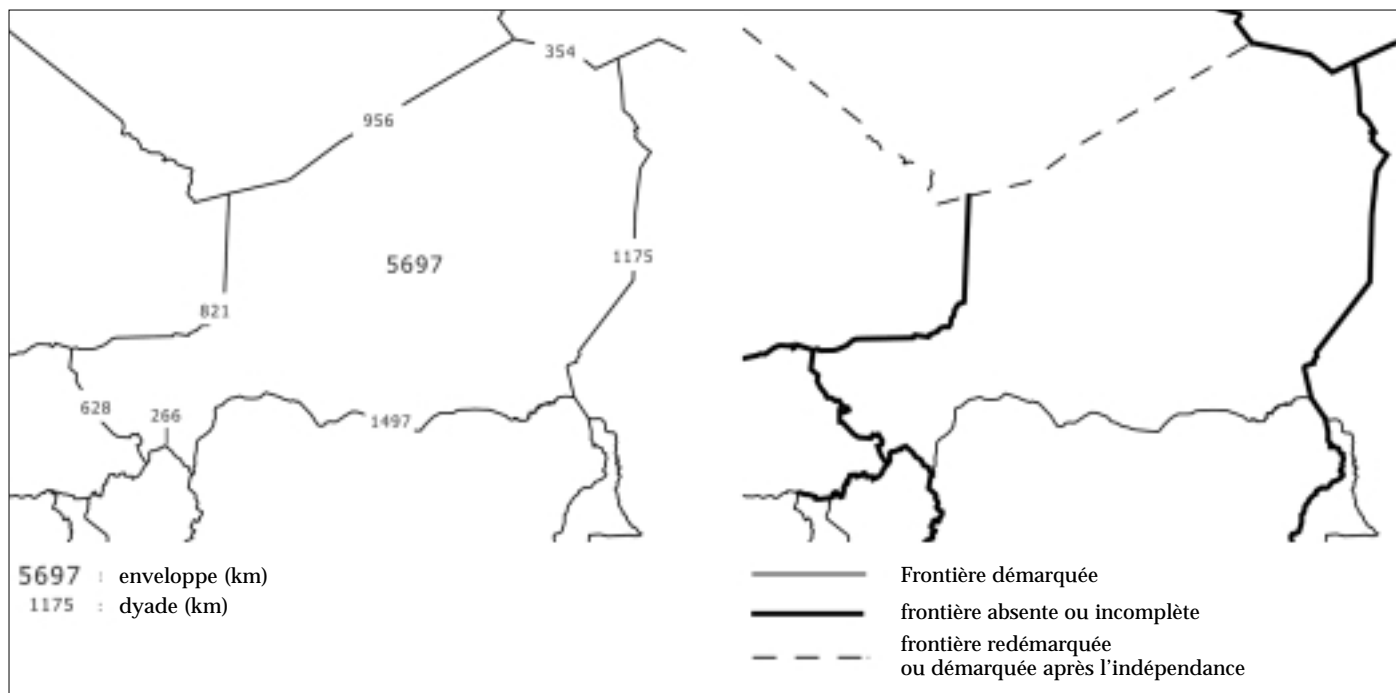 354
956
1175
5697
821
628
266
1497
5697 : enveloppe (km)
1175 : dyade (km)
Frontière démarquée
frontière absente ou incomplète
frontière redémarquée
ou démarquée après l'indépendance